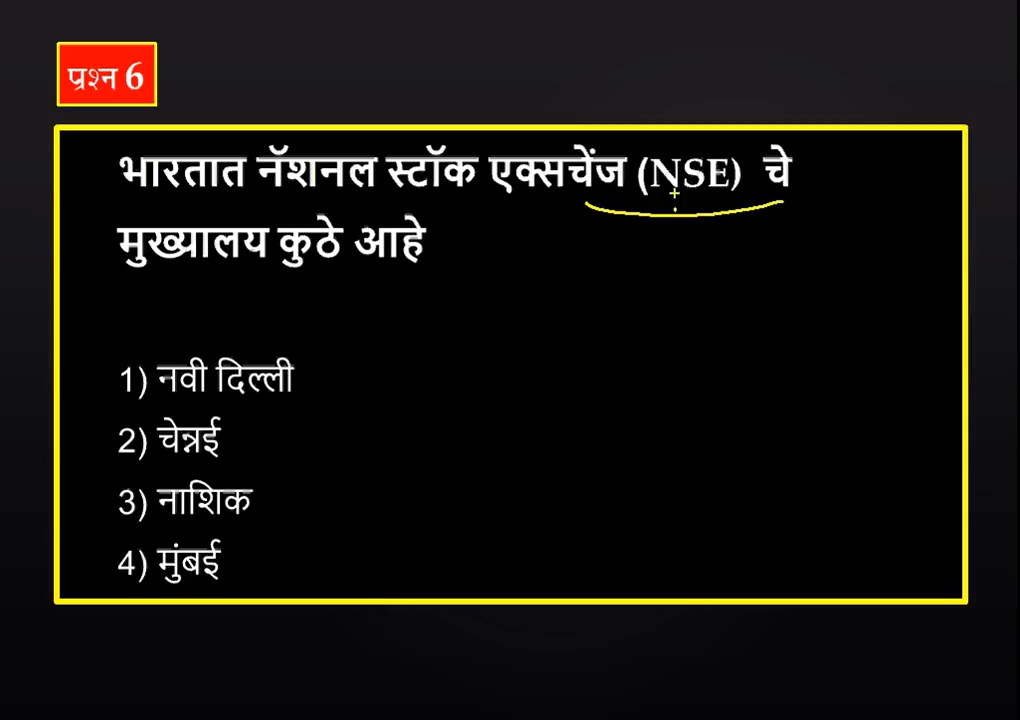 प्रश्न 6
भारतात नॅशनल स्टॉक एक्सचेंज (NSE) चे
मुख्यालय कुठे आहे
1) नवी दिल्ली
2) चेन्नई
3) नाशिक
4) मुंबई